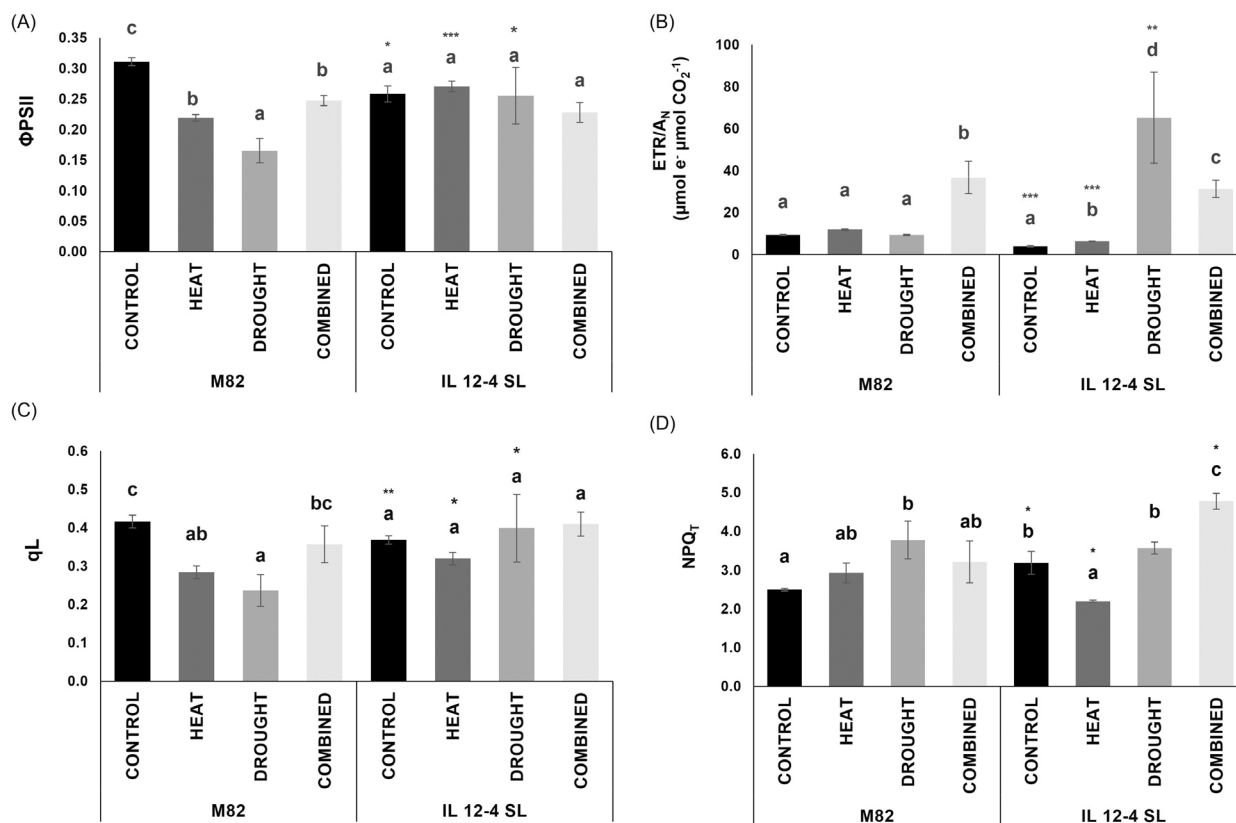 (A)
ΦPSII
0.35
0.30
0.25
0.20
0.15
0.10
0.05
0.00
c
b
a
b
*
a
***
a
*
a
a
CONTROL
HEAT
DROUGHT
COMBINED
CONTROL
HEAT
DROUGHT
COMBINED
M82
IL 12-4 SL
(B)
ETR/A_N
(µmol e⁻ µmol CO₂⁻¹)
100
80
60
40
20
0
a
a
a
b
***
a
***
b
**
d
c
CONTROL
HEAT
DROUGHT
COMBINED
CONTROL
HEAT
DROUGHT
COMBINED
M82
IL 12-4 SL
(C)
qL
0.6
0.5
0.4
0.3
0.2
0.1
0.0
c
ab
a
bc
**
a
*
a
*
a
a
CONTROL
HEAT
DROUGHT
COMBINED
CONTROL
HEAT
DROUGHT
COMBINED
M82
IL 12-4 SL
(D)
NPQ_T
6.0
5.0
4.0
3.0
2.0
1.0
0.0
a
ab
b
ab
*
b
*
a
b
*
c
CONTROL
HEAT
DROUGHT
COMBINED
CONTROL
HEAT
DROUGHT
COMBINED
M82
IL 12-4 SL